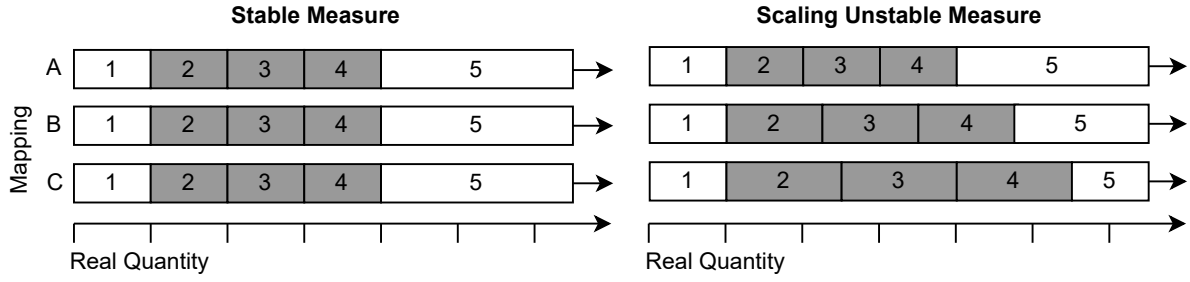 Stable Measure
Scaling Unstable Measure
Mapping
A 1 2 3 4 5
1 2 3 4 5
B 1 2 3 4 5
1 2 3 4 5
C 1 2 3 4 5
1 2 3 4 5
Real Quantity
Real Quantity